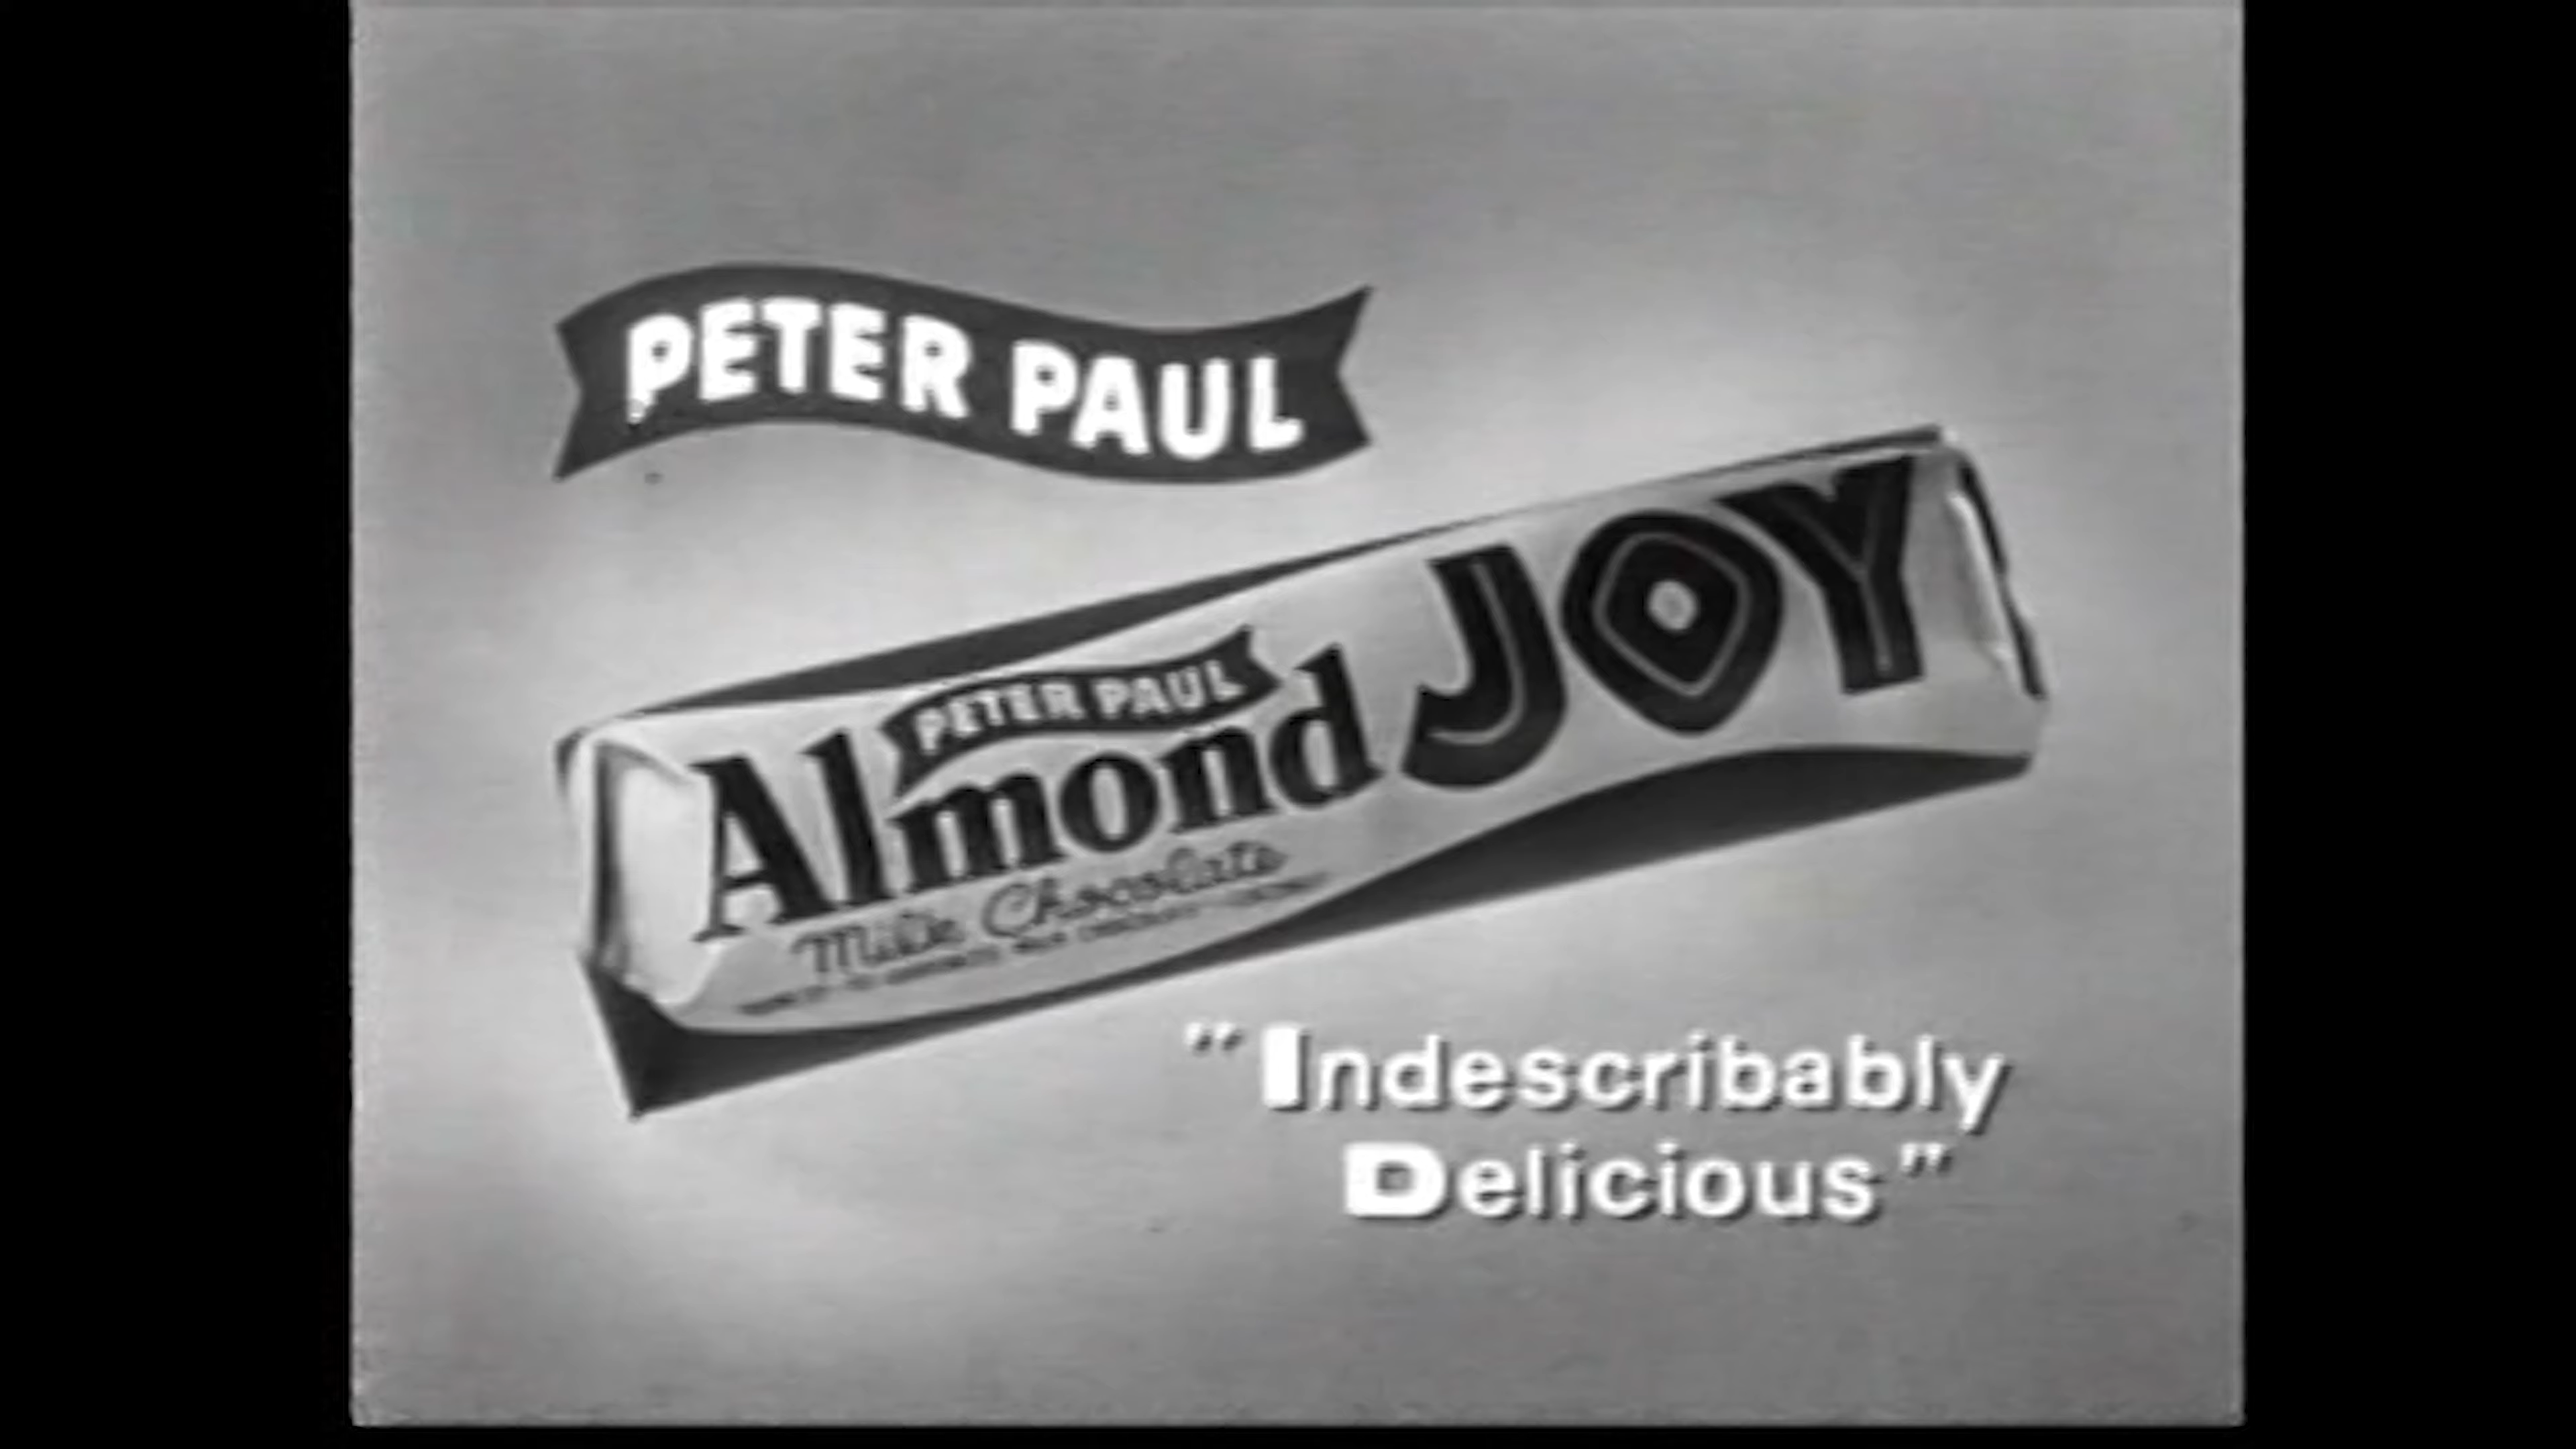 PETER PAUL
PETER PAUL
Almond JOY
Milk Chocolate
"Indescribably
Delicious"